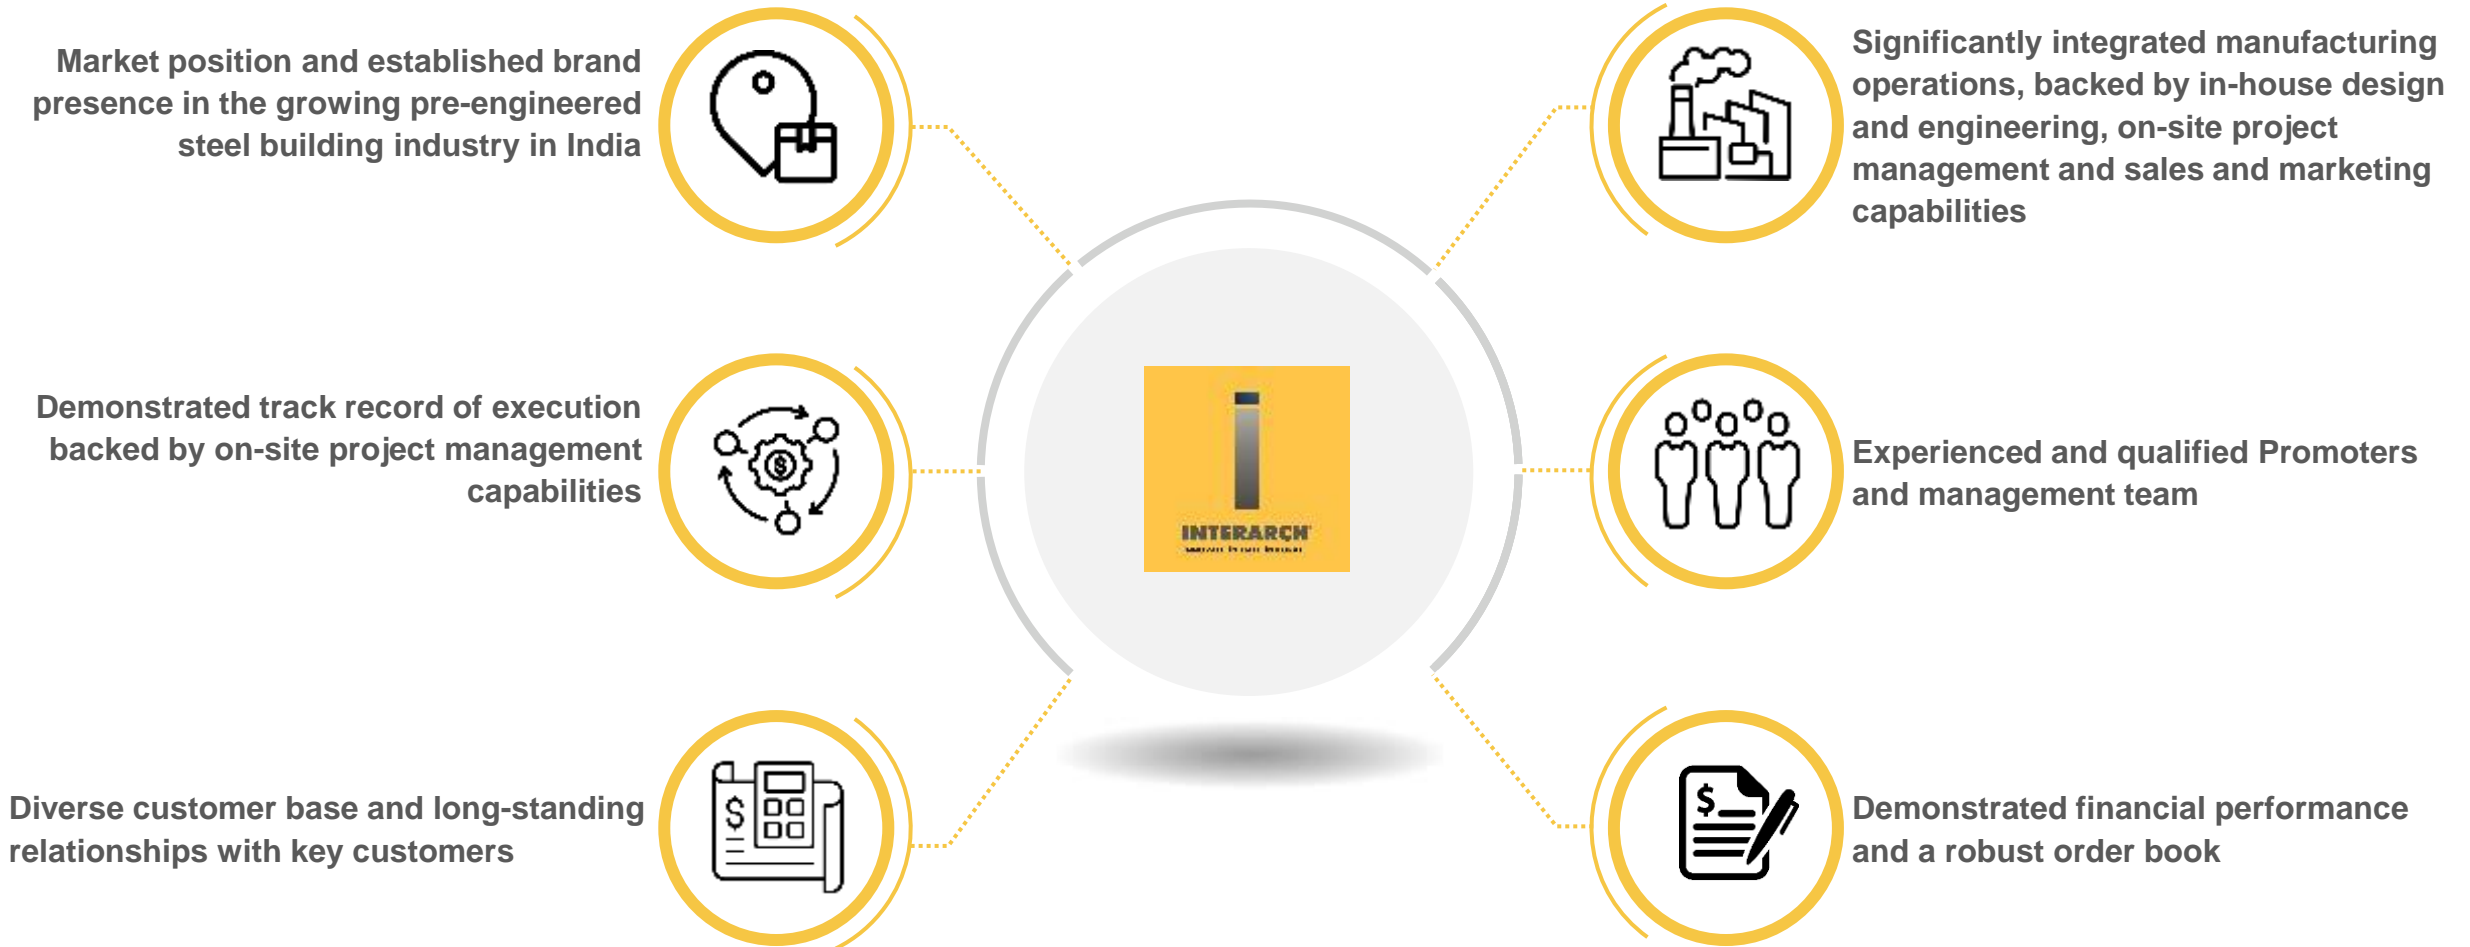 Market position and established brand
presence in the growing pre-engineered
steel building industry in India
Significantly integrated manufacturing
operations, backed by in-house design
and engineering, on-site project
management and sales and marketing
capabilities
Demonstrated track record of execution
backed by on-site project management
capabilities
INTERARCH
Experienced and qualified Promoters
and management team
Diverse customer base and long-standing
relationships with key customers
Demonstrated financial performance
and a robust order book